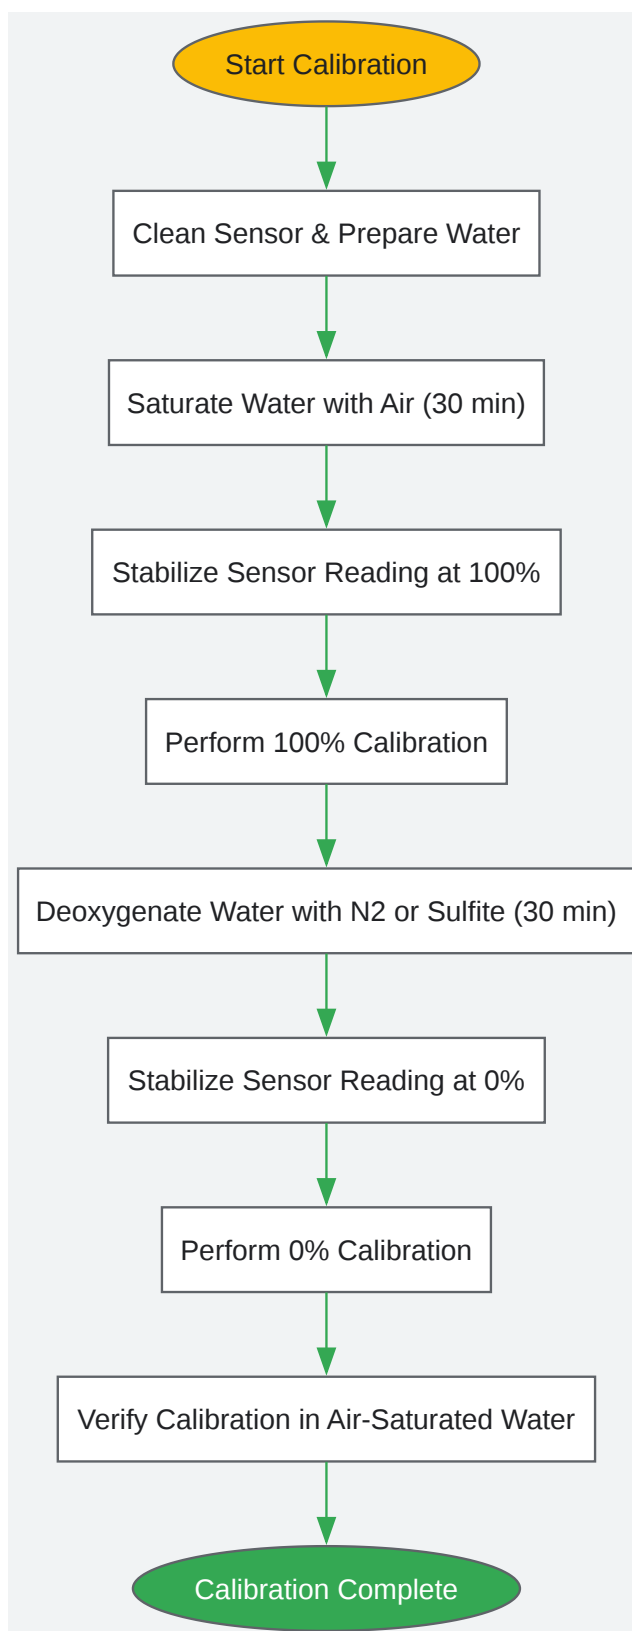 Start Calibration
Clean Sensor & Prepare Water
Saturate Water with Air (30 min)
Stabilize Sensor Reading at 100%
Perform 100% Calibration
Deoxygenate Water with N2 or Sulfite (30 min)
Stabilize Sensor Reading at 0%
Perform 0% Calibration
Verify Calibration in Air-Saturated Water
Calibration Complete